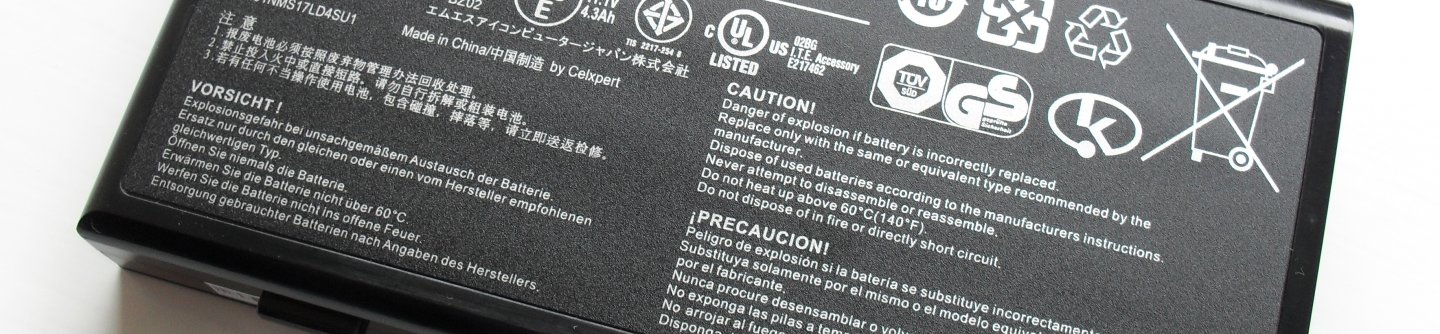 4.3Ah
エムエスアイコンピュータージャパン株式会社
Made in China/中国制造 by Celxpert
注 意
1.报废电池必须按照废弃物管理办法回收处理。
2.禁止投入火中或直接短路。请勿自行拆解或组装电池。
3.若有任何不当操作使用电池，包含碰撞，摔落等，请立即送返检修。
VORSICHT !
Explosionsgefahr bei unsachgemäßem Austausch der Batterie.
Ersatz nur durch den gleichen oder einen vom Hersteller empfohlenen
gleichwertigen Typ.
Öffnen Sie niemals die Batterie.
Erwärmen Sie die Batterie nicht über 60°C.
Werfen Sie die Batterie nicht ins offene Feuer.
Entsorgung gebrauchter Batterien nach Angaben des Herstellers.
E
TIS 2217-254 8
10
C UL US
LISTED
02BG
I.T.E. Accessory
E217462
TÜV
SÜD
GS
geprüfte
Sicherheit
K
CAUTION!
Danger of explosion if battery is incorrectly replaced.
Replace only with the same or equivalent type recommended by the
manufacturer.
Dispose of used batteries according to the manufacturers instructions.
Never attempt to disassemble or reassemble.
Do not heat up above 60°C(140°F).
Do not dispose of in fire or directly short circuit.
¡PRECAUCION!
Peligro de explosión si la batería se substituye incorrectamente
Substituya solamente por el mismo o el modelo equivalente
por el fabricante.
Nunca procure desensamblar o
No exponga las pilas a
No arrojar al fuego